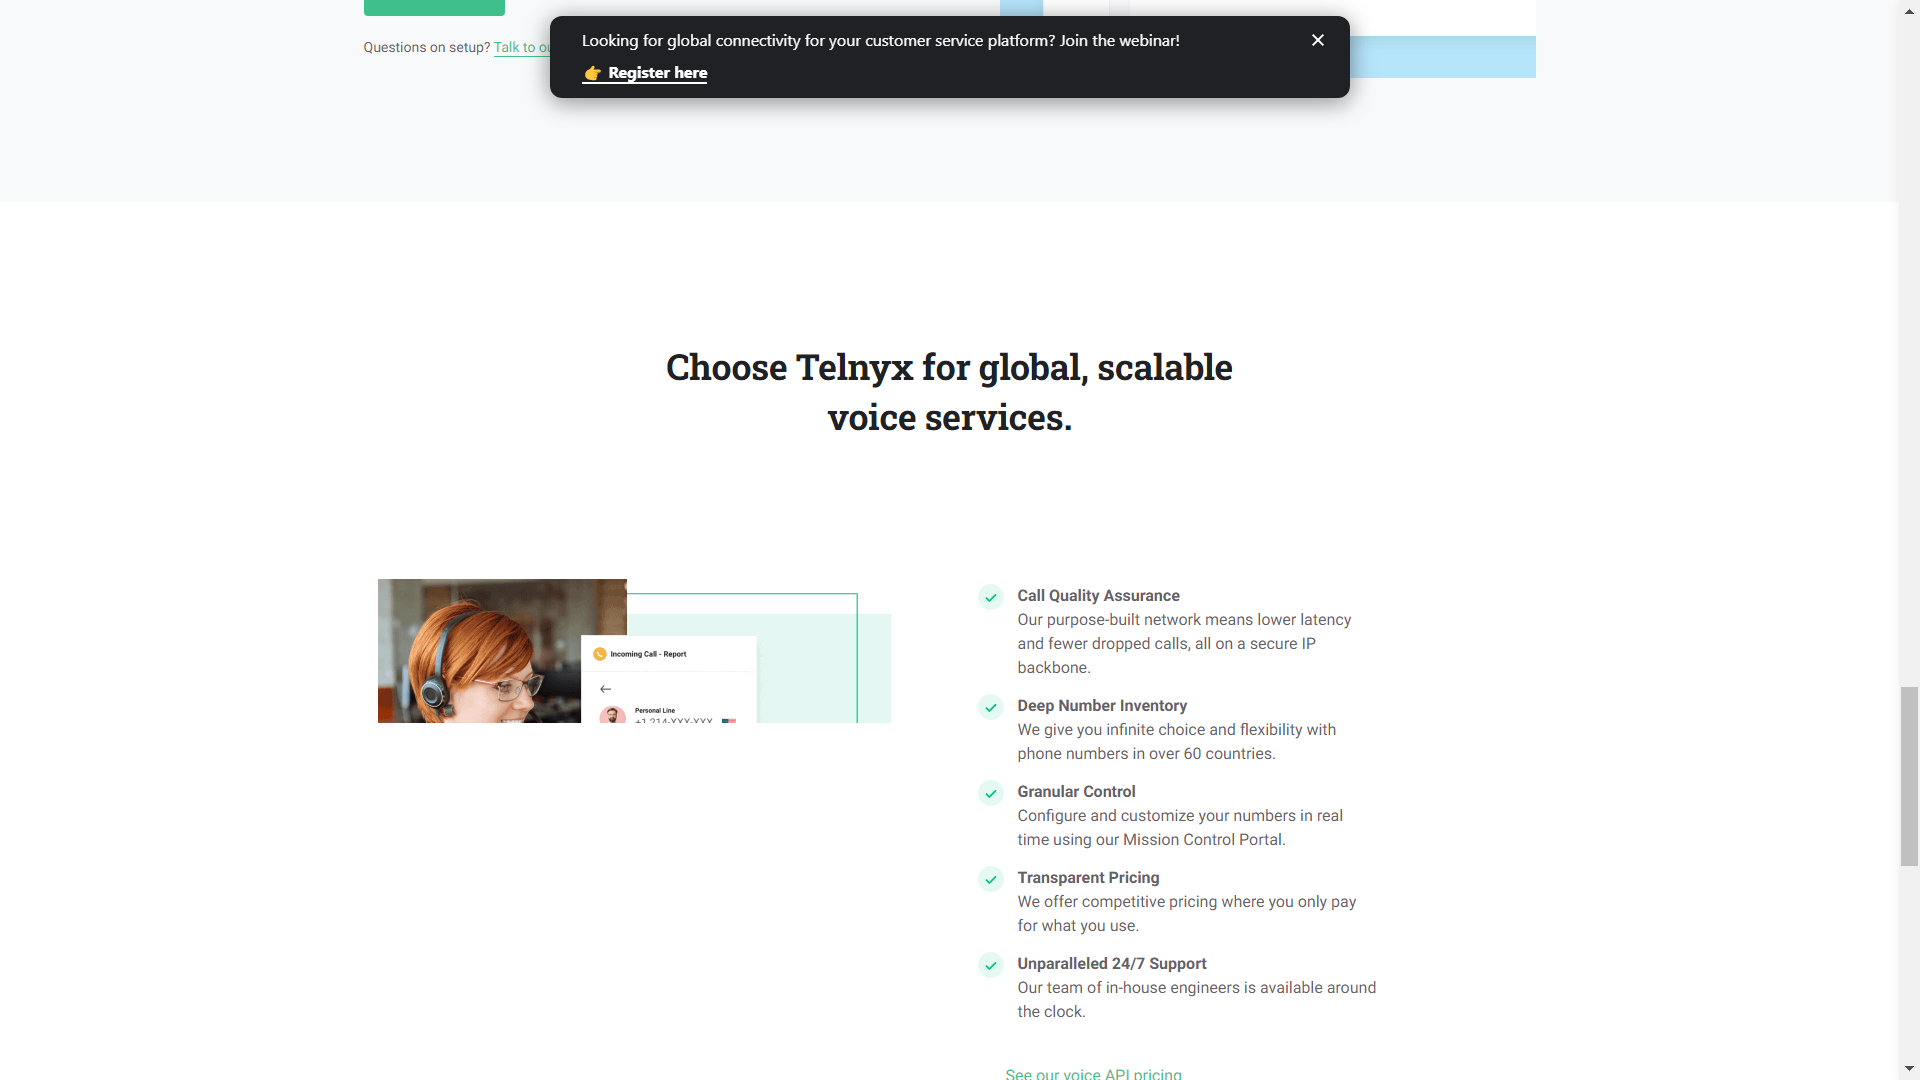 Looking for global connectivity for your customer service platform? Join the webinar!
👉 Register here
Questions on setup? Talk to
Choose Telnyx for global, scalable
voice services.
Incoming Call - Report
Personal Line
+1 214-XXX-XXX
Call Quality Assurance
Our purpose-built network means lower latency
and fewer dropped calls, all on a secure IP
backbone.
Deep Number Inventory
We give you infinite choice and flexibility with
phone numbers in over 60 countries.
Granular Control
Configure and customize your numbers in real
time using our Mission Control Portal.
Transparent Pricing
We offer competitive pricing where you only pay
for what you use.
Unparalleled 24/7 Support
Our team of in-house engineers is available around
the clock.
See our voice API pricing